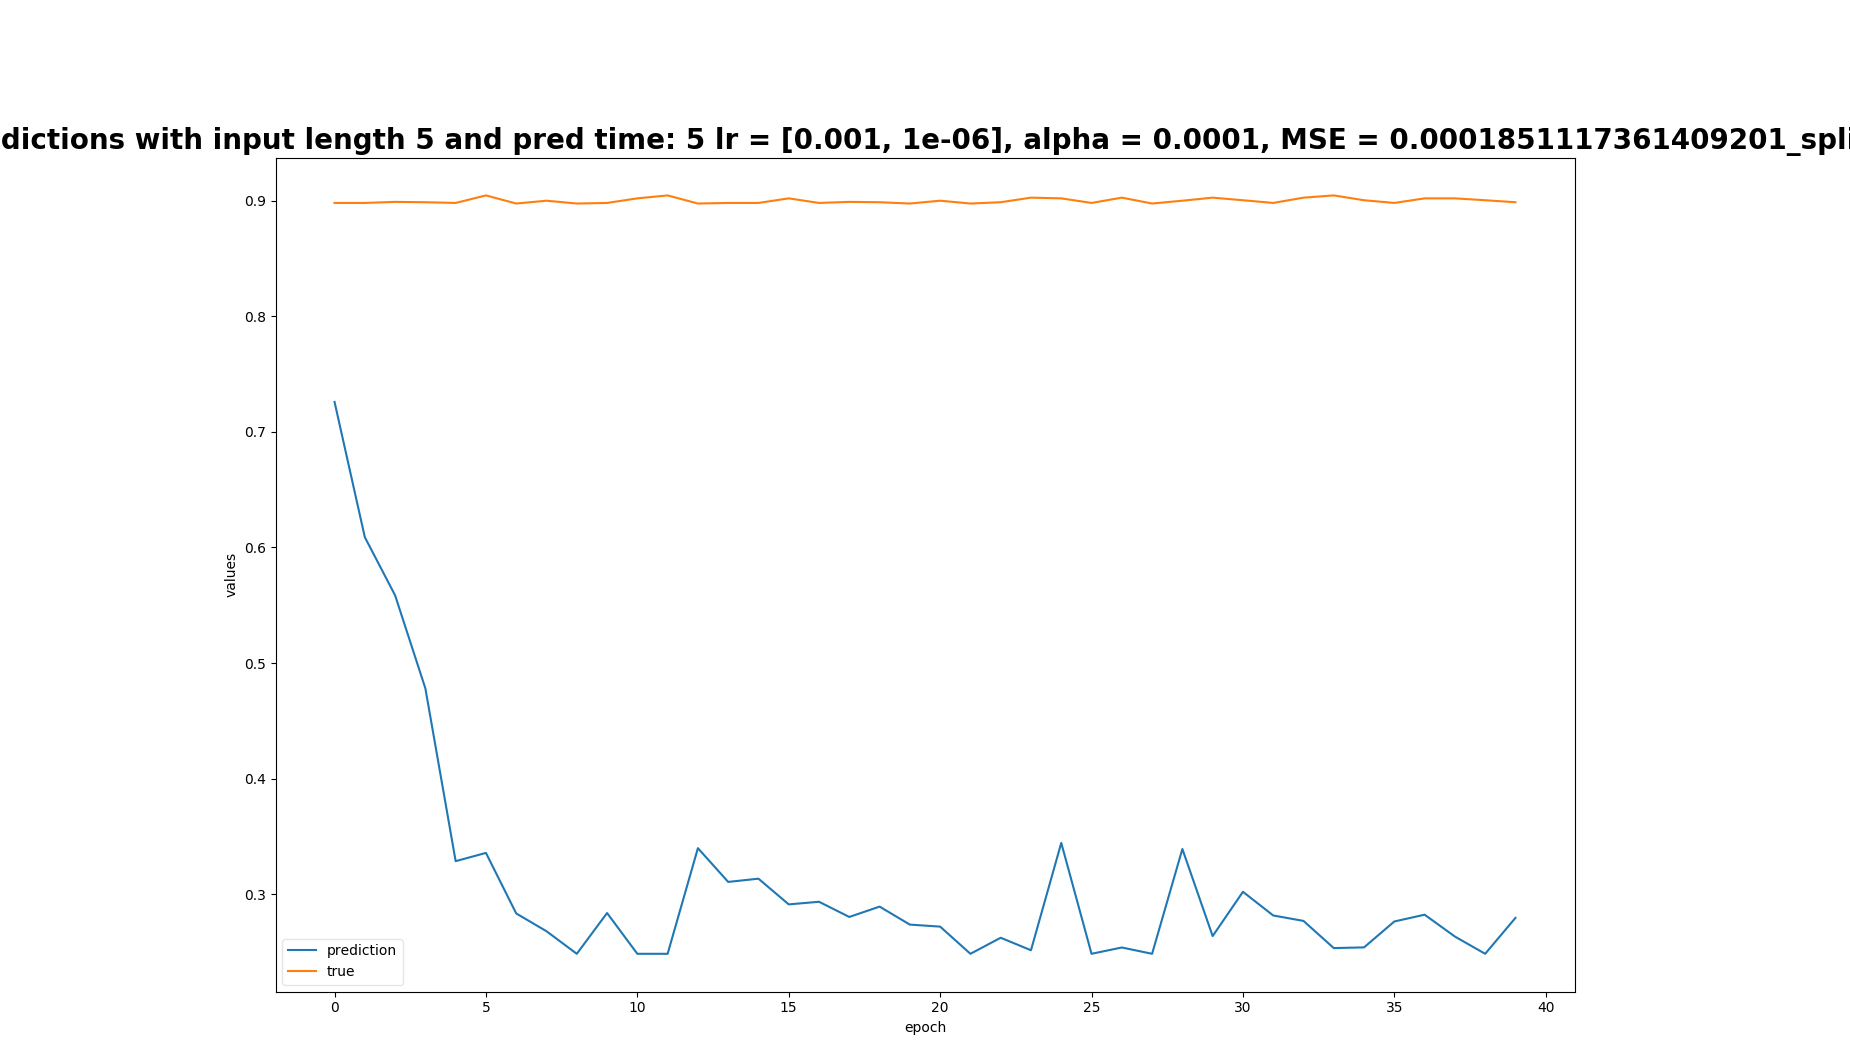 dictions with input length 5 and pred time: 5 lr = [0.001, 1e-06], alpha = 0.0001, MSE = 0.0001851117361409201_spli
0.9
0.8
0.7
0.6
0.5
0.4
0.3
values
prediction
true
0 5 10 15 20 25 30 35 40
epoch